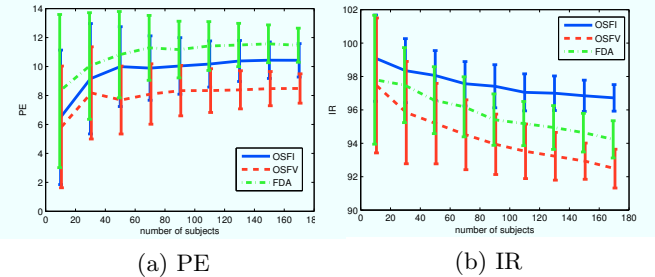 14
12
10
8
6
4
2
0
PE
0 20 40 60 80 100 120 140 160 180
number of subjects
OSFI
OSFV
FDA
(a) PE
102
100
98
96
94
92
90
IR
0 20 40 60 80 100 120 140 160 180
number of subjects
OSFI
OSFV
FDA
(b) IR